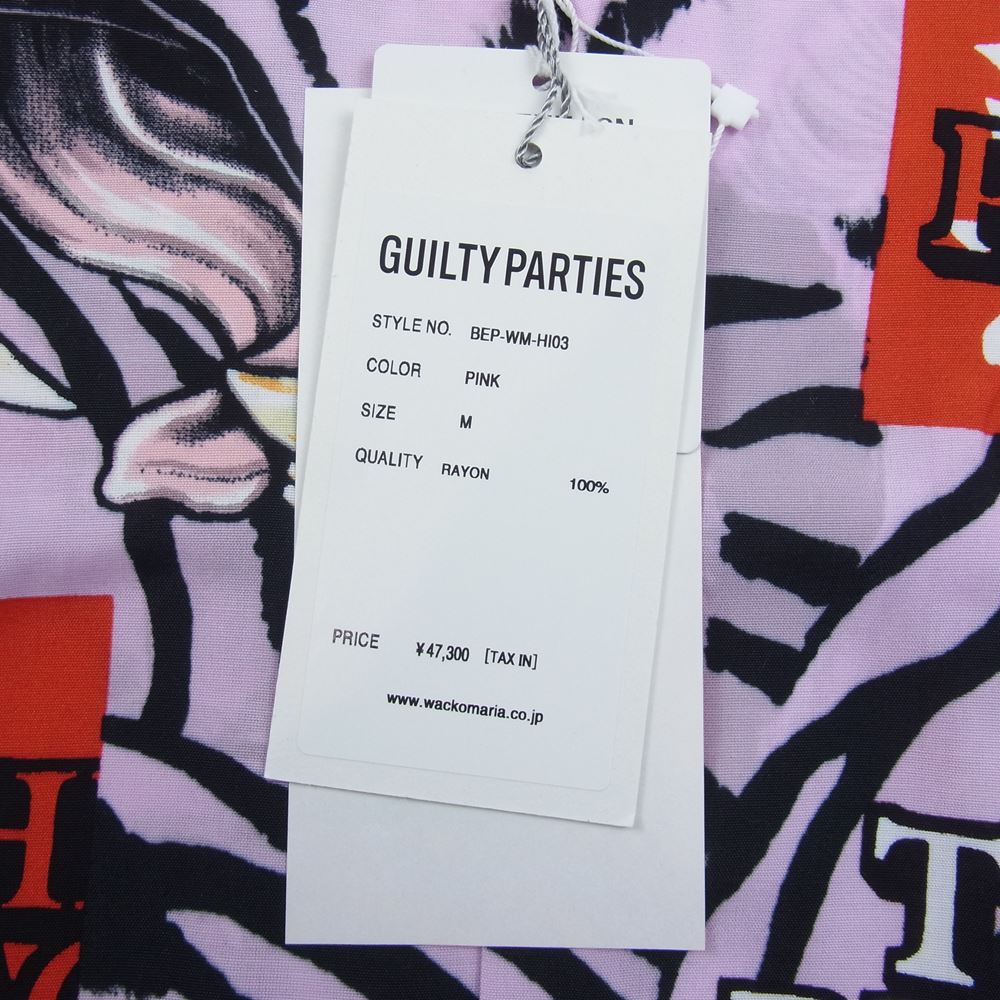 GUILTY PARTIES
STYLE NO. BEP-WM-HI03
COLOR PINK
SIZE M
QUALITY RAYON 100%
PRICE ¥47,300 [TAX IN]
www.wackomaria.co.jp
H
T